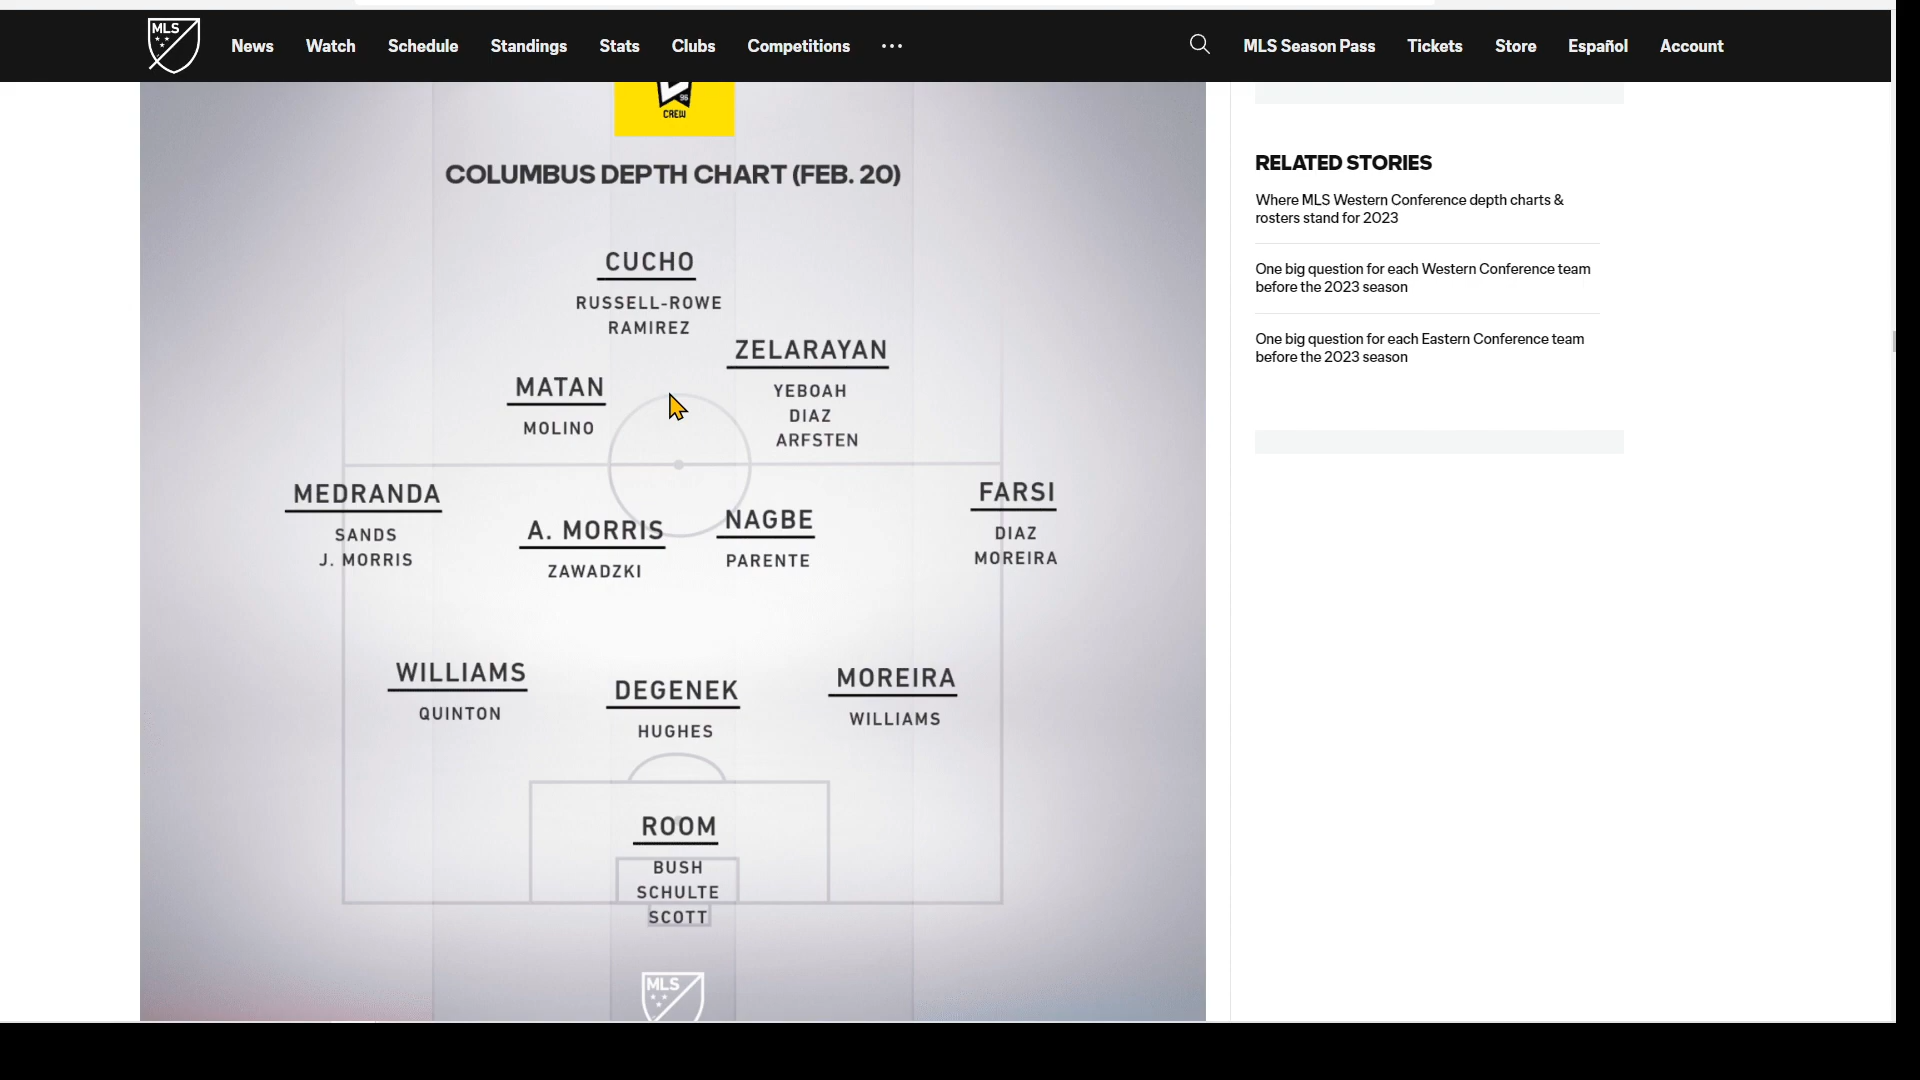 MLS
News
Watch
Schedule
Standings
Stats
Clubs
Competitions
MLS Season Pass
Tickets
Store
Español
Account
96
CREW
COLUMBUS DEPTH CHART (FEB. 20)
CUCHO
RUSSELL-ROWE
RAMIREZ
ZELARAYAN
YEBOAH
DIAZ
ARFSTEN
MATAN
MOLINO
MEDRANDA
SANDS
J. MORRIS
A. MORRIS
ZAWADZKI
NAGBE
PARENTE
FARSI
DIAZ
MOREIRA
WILLIAMS
QUINTON
DEGENEK
HUGHES
MOREIRA
WILLIAMS
ROOM
BUSH
SCHULTE
SCOTT
MLS
RELATED STORIES
Where MLS Western Conference depth charts &
rosters stand for 2023
One big question for each Western Conference team
before the 2023 season
One big question for each Eastern Conference team
before the 2023 season